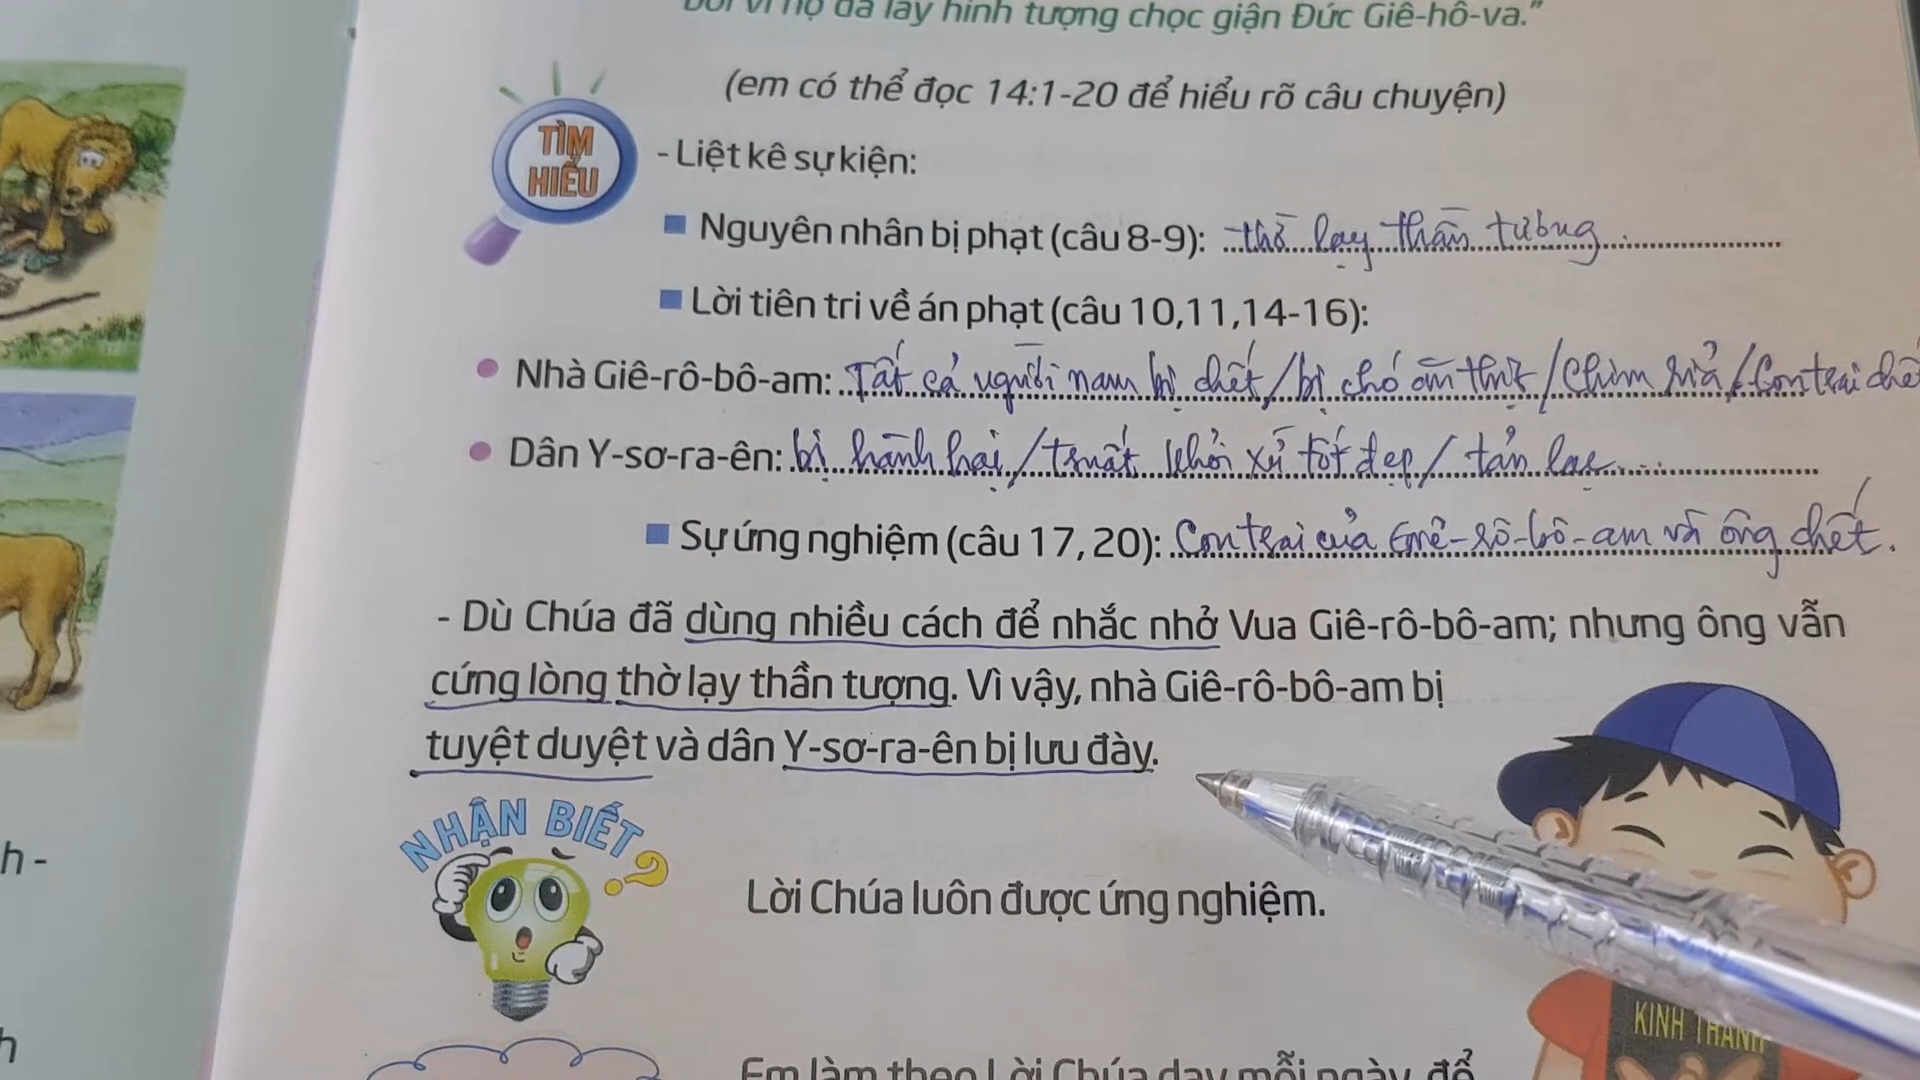 Bởi vì họ đã lấy hình tượng chọc giận Đức Giê-hô-va."
(em có thể đọc 14:1-20 để hiểu rõ câu chuyện)
TÌM
HIỂU
- Liệt kê sự kiện:
Nguyên nhân bị phạt (câu 8-9): thờ lạy thần tượng
Lời tiên tri về án phạt (câu 10,11,14-16):
Nhà Giê-rô-bô-am: Tất cả người nam bị chết/bị chó ăn thịt/Chim rỉa/Con trai chế
Dân Y-sơ-ra-ên: bị hành hại/truất khỏi xứ tốt đẹp/tản lạc
Sự ứng nghiệm (câu 17, 20): Con trai của Giê-rô-bô-am và ông chết.
- Dù Chúa đã dùng nhiều cách để nhắc nhở Vua Giê-rô-bô-am; nhưng ông vẫn
cứng lòng thờ lạy thần tượng. Vì vậy, nhà Giê-rô-bô-am bị
tuyệt duyệt và dân Y-sơ-ra-ên bị lưu đày.
NHẬN BIẾT?
h -
Lời Chúa luôn được ứng nghiệm.
KINH THÁNH
h
Em làm theo Lời Chúa dạy mỗi ngày, để